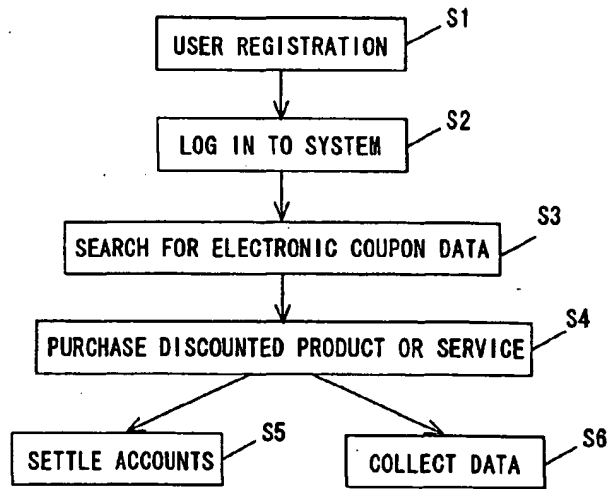 S1
USER REGISTRATION
S2
LOG IN TO SYSTEM
S3
SEARCH FOR ELECTRONIC COUPON DATA
S4
PURCHASE DISCOUNTED PRODUCT OR SERVICE
S5
SETTLE ACCOUNTS
S6
COLLECT DATA